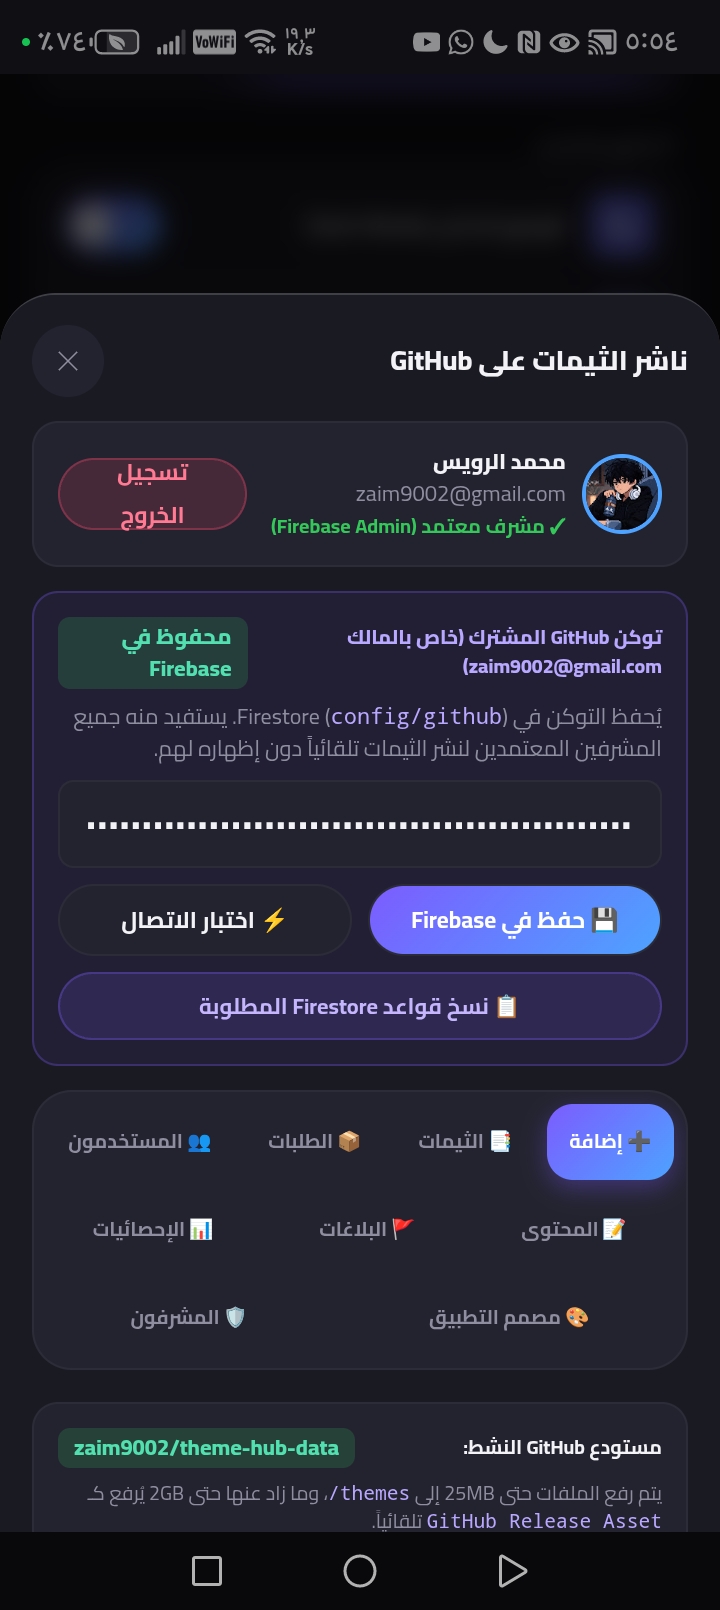 ٥:٥٤
١٩.٣ K/s
VoWiFi
٪٧٤
ناشر الثيمات على GitHub
محمد الرويس
zaim9002@gmail.com
✓ مشرف معتمد (Firebase Admin)
تسجيل
الخروج
توكن GitHub المشترك (خاص بالمالك
zaim9002@gmail.com)
محفوظ في
Firebase
يُحفظ التوكن في Firestore (config/github). يستفيد منه جميع
المشرفين المعتمدين لنشر الثيمات تلقائياً دون إظهاره لهم.
💾 حفظ في Firebase
⚡ اختبار الاتصال
📋 نسخ قواعد Firestore المطلوبة
➕ إضافة
📑 الثيمات
📦 الطلبات
👥 المستخدمون
📝 المحتوى
🚩 البلاغات
📊 الإحصائيات
🎨 مصمم التطبيق
🛡️ المشرفون
مستودع GitHub النشط:
zaim9002/theme-hub-data
يتم رفع الملفات حتى 25MB إلى themes/، وما زاد عنها حتى 2GB يُرفع كـ
GitHub Release Asset تلقائياً.